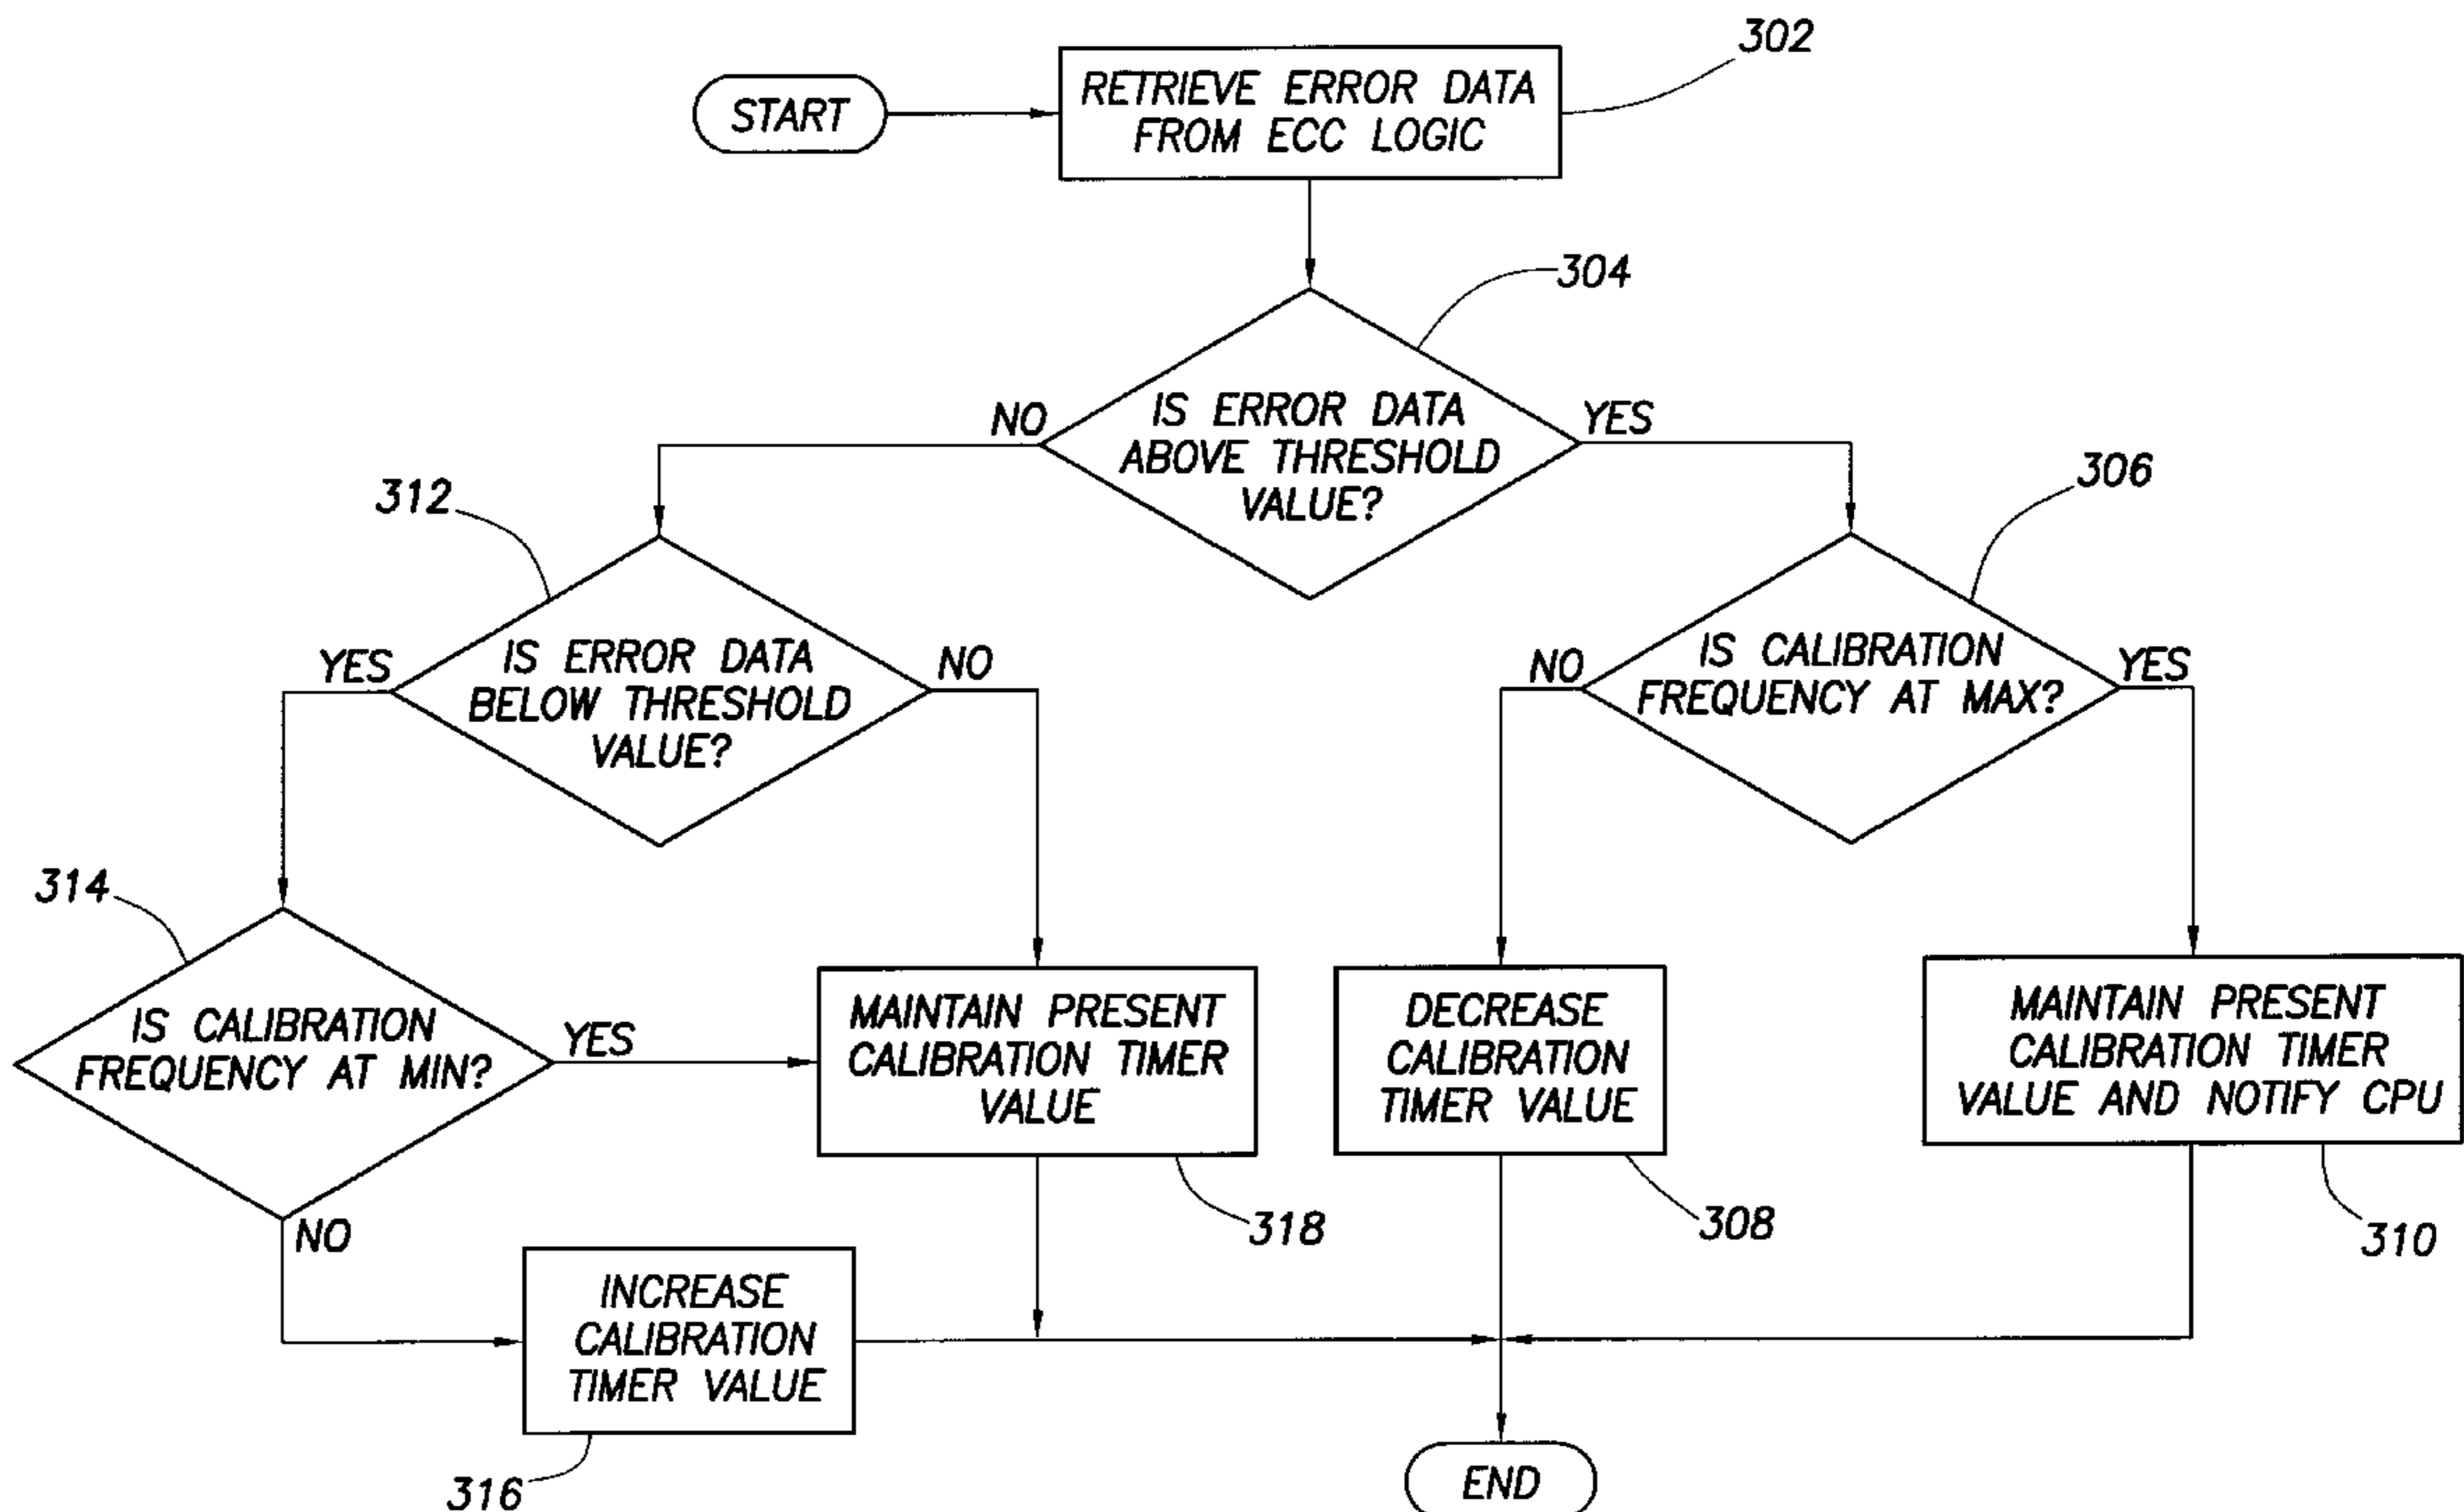 302
START
RETRIEVE ERROR DATA
FROM ECC LOGIC
304
IS ERROR DATA
ABOVE THRESHOLD
VALUE?
NO
YES
312
306
IS ERROR DATA
BELOW THRESHOLD
VALUE?
YES
NO
IS CALIBRATION
FREQUENCY AT MAX?
NO
YES
314
IS CALIBRATION
FREQUENCY AT MIN?
YES
NO
MAINTAIN PRESENT
CALIBRATION TIMER
VALUE
318
DECREASE
CALIBRATION
TIMER VALUE
308
MAINTAIN PRESENT
CALIBRATION TIMER
VALUE AND NOTIFY CPU
310
INCREASE
CALIBRATION
TIMER VALUE
316
END